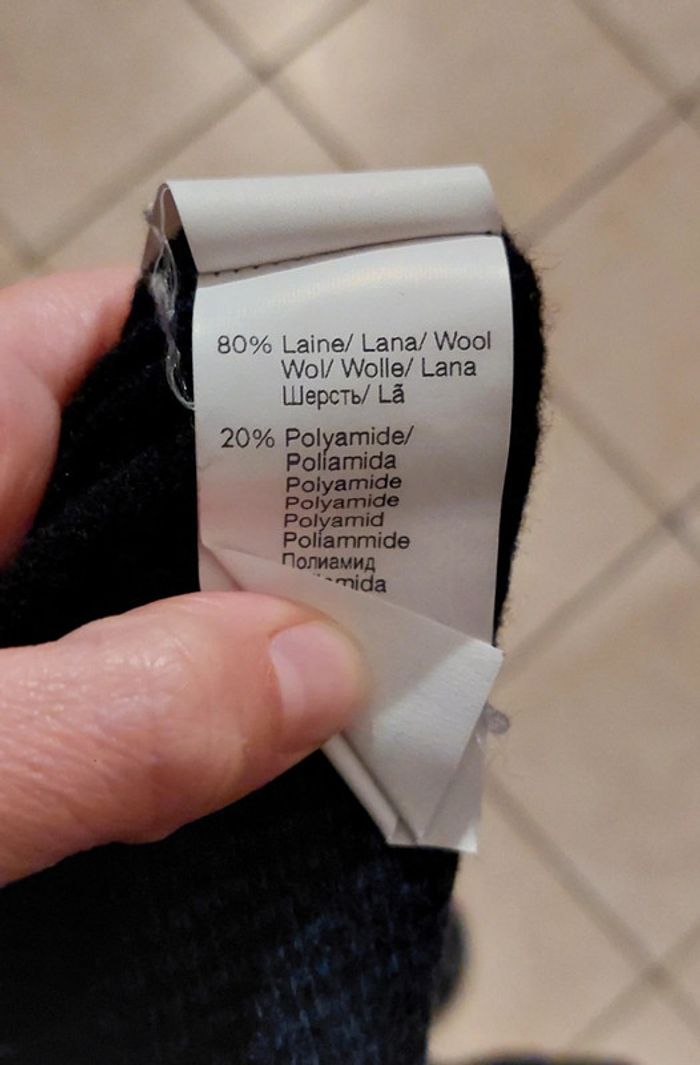 80% Laine/ Lana/ Wool
Wol/ Wolle/ Lana
Шерсть/ Lã
20% Polyamide/
Poliamida
Polyamide
Polyamide
Polyamid
Poliammide
Полиамид